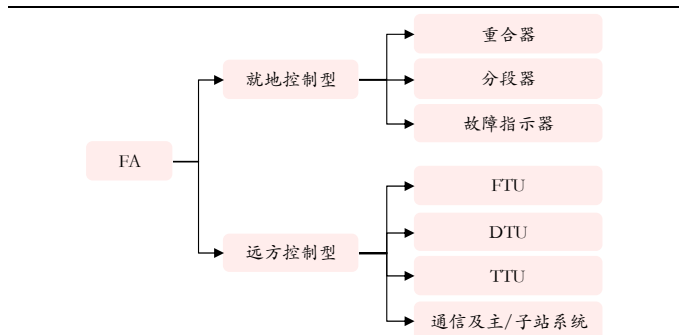 FA
就地控制型
重合器
分段器
故障指示器
远方控制型
FTU
DTU
TTU
通信及主/子站系统